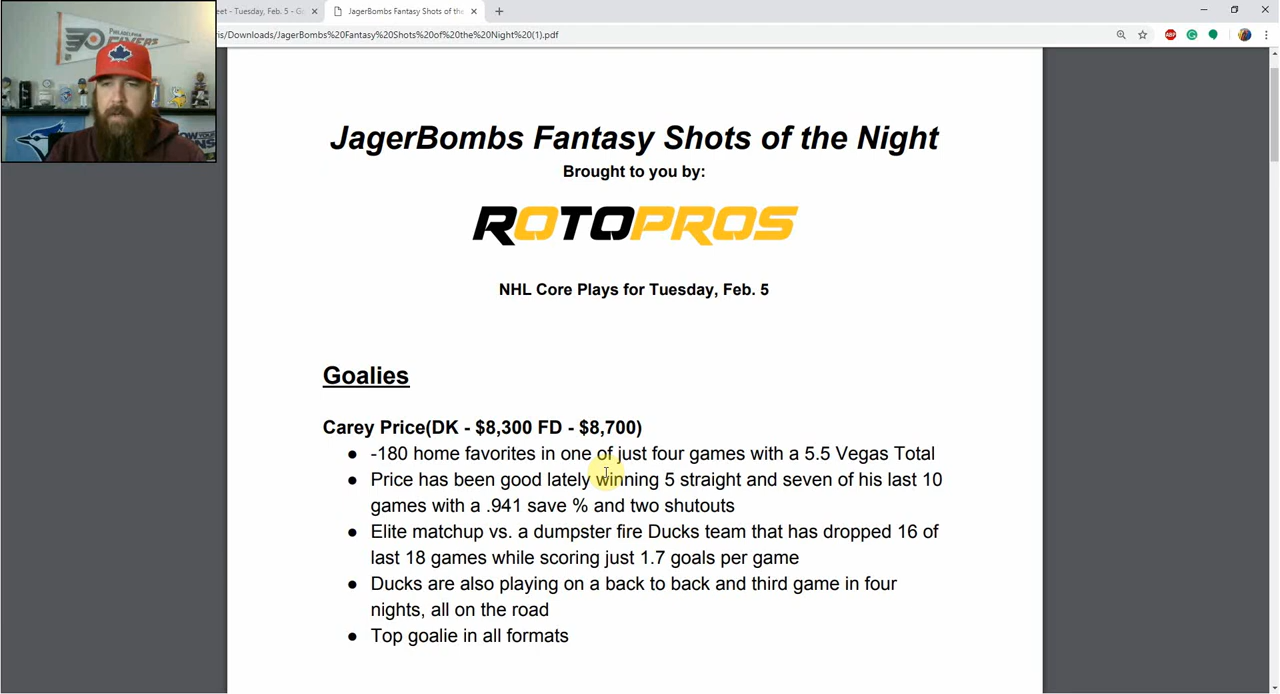 eet - Tuesday, Feb. 5 - Go
JagerBombs Fantasy Shots of the
is/Downloads/JagerBombs%20Fantasy%20Shots%20of%20the%20Night%20(1).pdf
ABP
PHILADELPHIA
FLYERS
JagerBombs Fantasy Shots of the Night
Brought to you by:
ROTOPROS
NHL Core Plays for Tuesday, Feb. 5
Goalies
Carey Price(DK - $8,300 FD - $8,700)
● -180 home favorites in one of just four games with a 5.5 Vegas Total
● Price has been good lately winning 5 straight and seven of his last 10
games with a .941 save % and two shutouts
● Elite matchup vs. a dumpster fire Ducks team that has dropped 16 of
last 18 games while scoring just 1.7 goals per game
● Ducks are also playing on a back to back and third game in four
nights, all on the road
● Top goalie in all formats